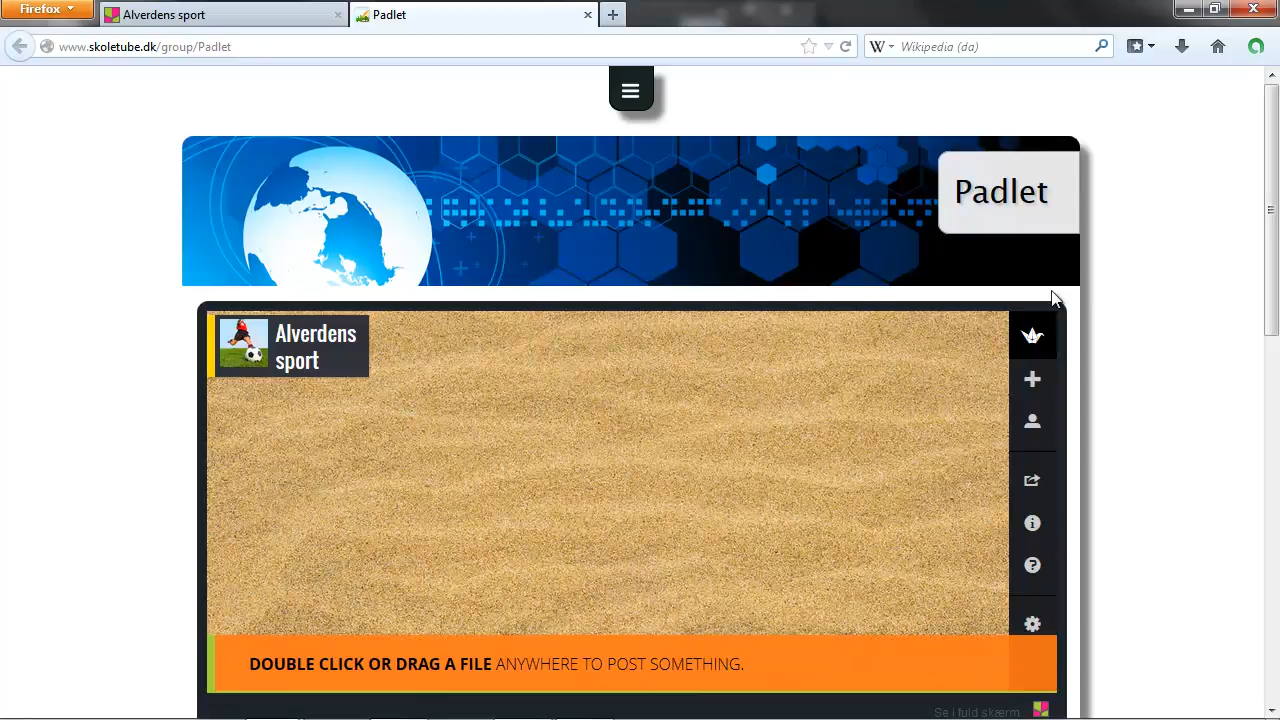 Firefox
Alverdens sport
Padlet
www.skoletube.dk/group/Padlet
W
Wikipedia (da)
Padlet
Alverdens
sport
DOUBLE CLICK OR DRAG A FILE ANYWHERE TO POST SOMETHING.
Se i fuld skærm